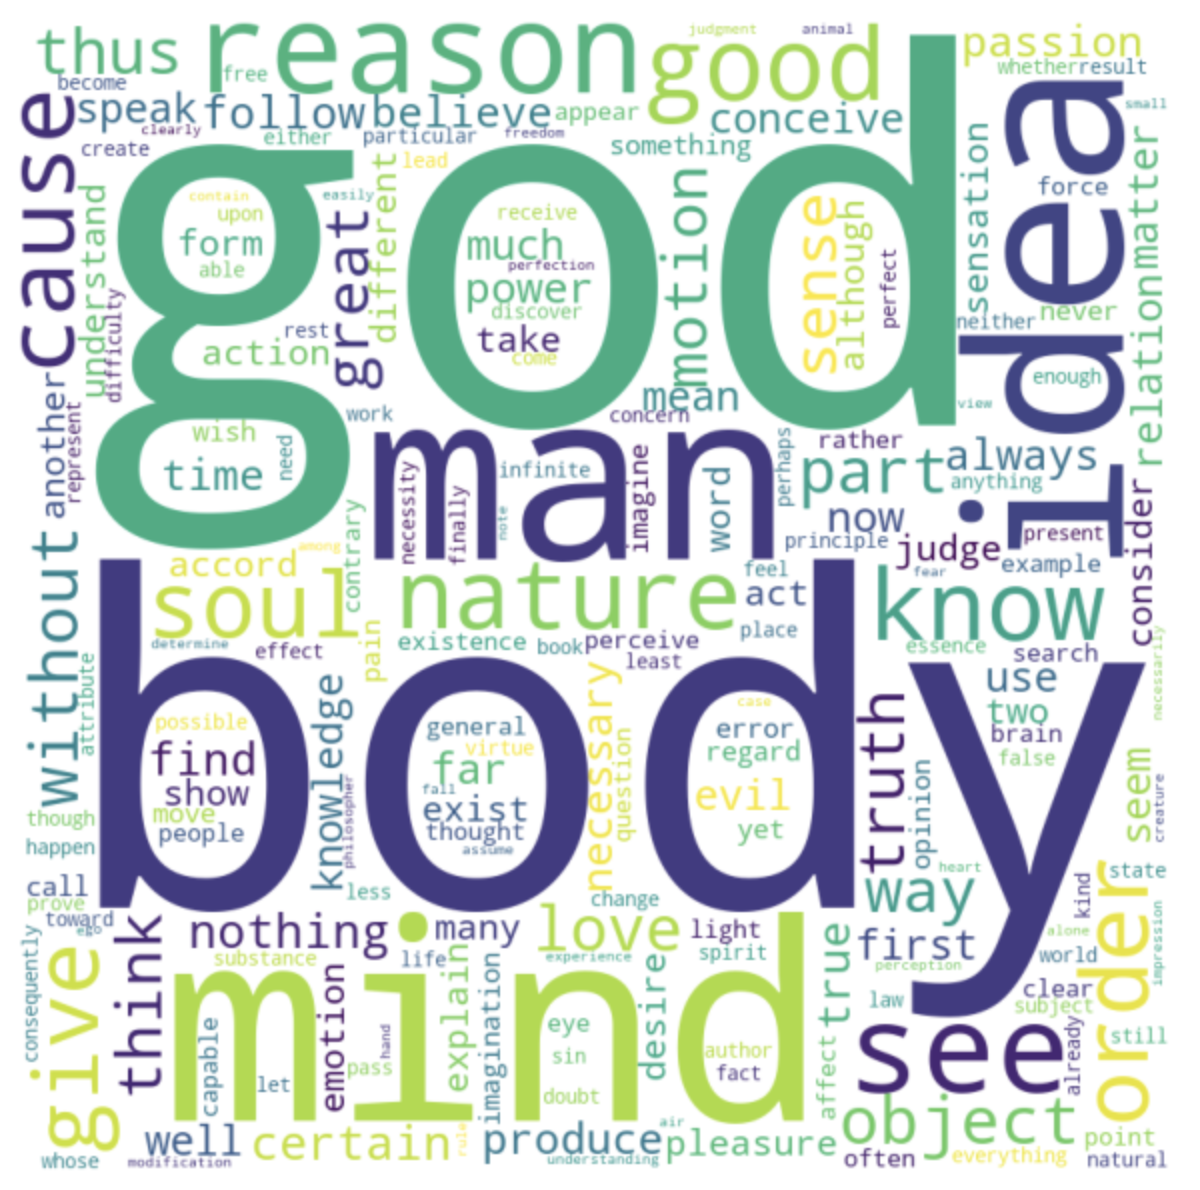 judgment
animal
thus
reason
good
passion
free
whether
result
become
speak
follow
believe
appear
conceive
small
clearly
either
particular
freedom
create
something
lead
cause
god
idea
understand
different
contain
easily
upon
great
form
able
receive
much
perfection
power
discover
take
come
motion
sense
although
perfect
sensation
force
matter
neither
never
relation
difficulty
rest
action
enough
view
work
mean
concern
another
represent
wish
time
need
man
necessity
finally
infinite
note
imagine
word
perhaps
rather
part
always
anything
now
principle
judge
present
example
consider
without
contrary
among
accord
soul
nature
feel
act
fear
know
determine
effect
pain
existence
book
perceive
least
place
essence
search
necessarily
body
attribute
possible
find
show
move
people
knowledge
philosopher
general
virtue
far
fall
exist
thought
assume
necessary
question
case
error
regard
evil
yet
truth
opinion
use
two
brain
false
seem
creature
though
happen
call
prove
toward
ego
less
change
heart
way
state
kind
order
impression
consequently
give
think
nothing
many
love
light
first
alone
world
substance
life
experience
spirit
perception
clear
subject
mind
emotion
explain
imagination
desire
true
law
already
still
capable
let
hand
pass
eye
sin
doubt
author
fact
affect
see
object
whose
well
modification
certain
rule
produce
air
understanding
pleasure
often
everything
point
natural